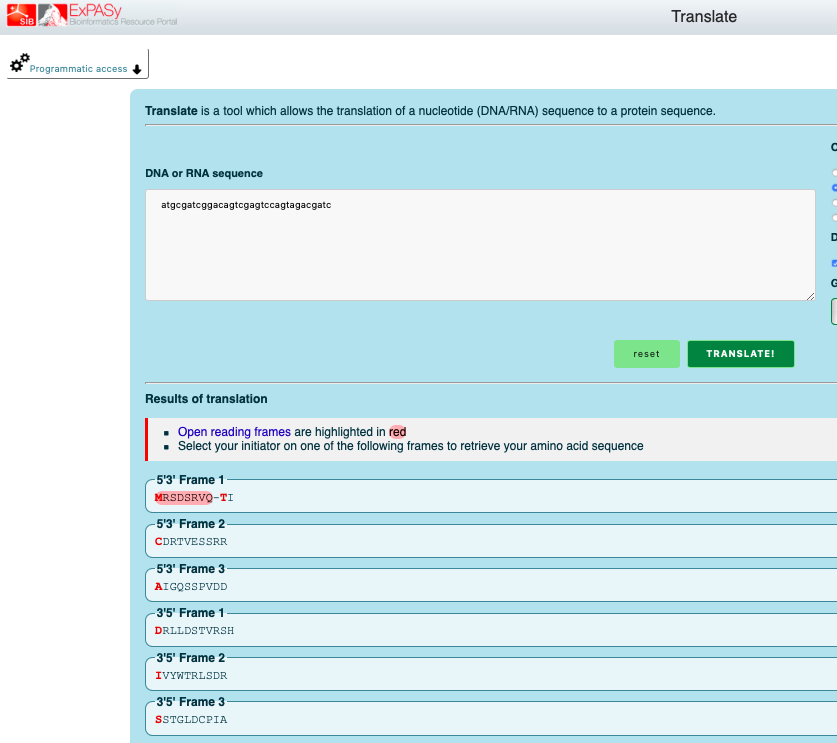 SIB ExPASy
Bioinformatics Resource Portal
Translate
Programmatic access
Translate is a tool which allows the translation of a nucleotide (DNA/RNA) sequence to a protein sequence.
DNA or RNA sequence
atgcgatcggacagtcgagtccagtagacgatc
reset
TRANSLATE!
Results of translation
Open reading frames are highlighted in red
Select your initiator on one of the following frames to retrieve your amino acid sequence
5'3' Frame 1
MRSDSRVQ-TI
5'3' Frame 2
CDRTVESSRR
5'3' Frame 3
AIGQSSPVDD
3'5' Frame 1
DRLLDSTVRSH
3'5' Frame 2
IVYWTRLSDR
3'5' Frame 3
SSTGLDCPIA